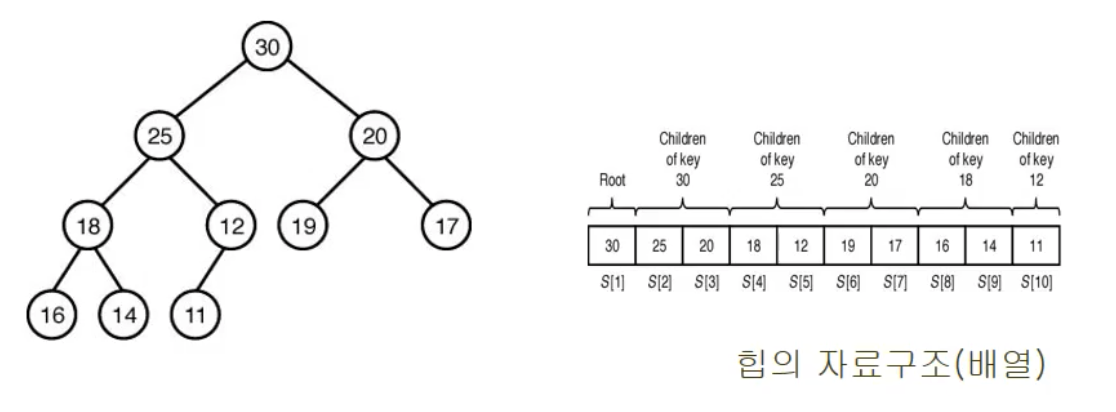 30
25 20
18 12 19 17
16 14 11
Children Children Children Children Children
of key of key of key of key of key
Root 30 25 20 18 12
30 25 20 18 12 19 17 16 14 11
S[1] S[2] S[3] S[4] S[5] S[6] S[7] S[8] S[9] S[10]
힙의 자료구조(배열)